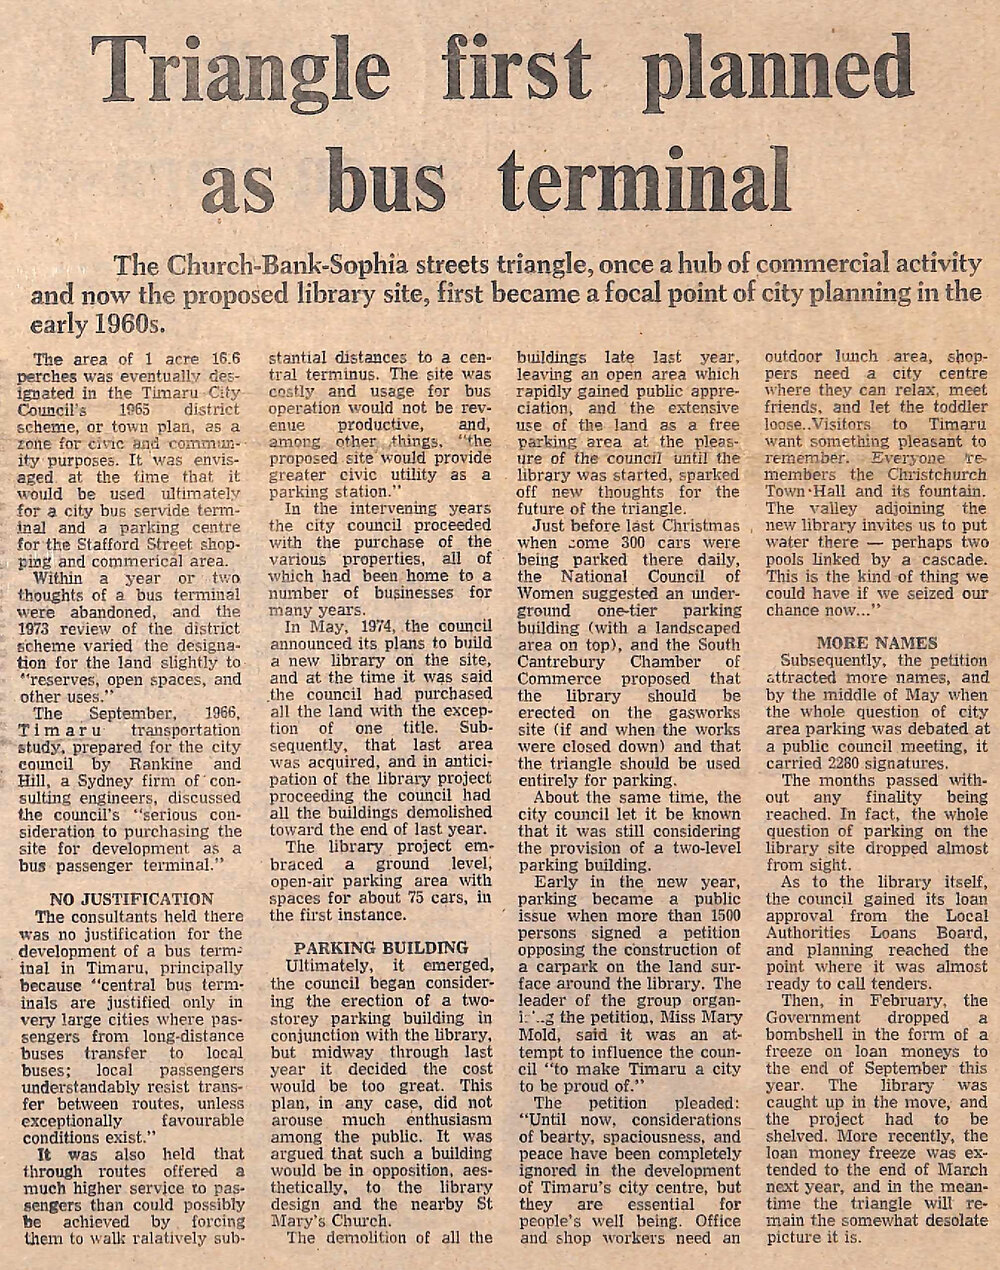 Triangle first planned
as bus terminal
The Church-Bank-Sophia streets triangle, once a hub of commercial activity
and now the proposed library site, first became a focal point of city planning in the
early 1960s.
The area of 1 acre 16.6
perches was eventually des-
ignated in the Timaru City
Council's 1965 district
scheme, or town plan, as a
zone for civic and commun-
ity purposes. It was envis-
aged at the time that it
would be used ultimately
for a city bus servide term-
inal and a parking centre
for the Stafford Street shop-
ping and commerical area.
Within a year or two
thoughts of a bus terminal
were abandoned, and the
1973 review of the district
scheme varied the designa-
tion for the land slightly to
"reserves, open spaces, and
other uses."
The September, 1966,
Timaru transportation
study, prepared for the city
council by Rankine and
Hill, a Sydney firm of con-
sulting engineers, discussed
the council's "serious con-
sideration to purchasing the
site for development as a
bus passenger terminal."
NO JUSTIFICATION
The consultants held there
was no justification for the
development of a bus term-
inal in Timaru, principally
because "central bus term-
inals are justified only in
very large cities where pas-
sengers from long-distance
buses transfer to local
buses; local passengers
understandably resist trans-
fer between routes, unless
exceptionally favourable
conditions exist."
It was also held that
through routes offered a
much higher service to pas-
sengers than could possibly
be achieved by forcing
them to walk ralatively sub-
stantial distances to a cen-
tral terminus. The site was
costly and usage for bus
operation would not be rev-
enue productive, and,
among other things, "the
proposed site would provide
greater civic utility as a
parking station."
In the intervening years
the city council proceeded
with the purchase of the
various properties, all of
which had been home to a
number of businesses for
many years.
In May, 1974, the council
announced its plans to build
a new library on the site,
and at the time it was said
the council had purchased
all the land with the excep-
tion of one title. Sub-
sequently, that last area
was acquired, and in antici-
pation of the library project
proceeding the council had
all the buildings demolished
toward the end of last year.
The library project em-
braced a ground level,
open-air parking area with
spaces for about 75 cars, in
the first instance.
PARKING BUILDING
Ultimately, it emerged,
the council began consider-
ing the erection of a two-
storey parking building in
conjunction with the library,
but midway through last
year it decided the cost
would be too great. This
plan, in any case, did not
arouse much enthusiasm
among the public. It was
argued that such a building
would be in opposition, aes-
thetically, to the library
design and the nearby St
Mary's Church.
The demolition of all the
buildings late last year,
leaving an open area which
rapidly gained public appre-
ciation, and the extensive
use of the land as a free
parking area at the pleas-
ure of the council until the
library was started, sparked
off new thoughts for the
future of the triangle.
Just before last Christmas
when some 300 cars were
being parked there daily,
the National Council of
Women suggested an under-
ground one-tier parking
building (with a landscaped
area on top), and the South
Cantrebury Chamber of
Commerce proposed that
the library should be
erected on the gasworks
site (if and when the works
were closed down) and that
the triangle should be used
entirely for parking.
About the same time, the
city council let it be known
that it was still considering
the provision of a two-level
parking building.
Early in the new year,
parking became a public
issue when more than 1500
persons signed a petition
opposing the construction of
a carpark on the land sur-
face around the library. The
leader of the group organ-
the petition, Miss Mary
Mold, said it was an at-
tempt to influence the coun-
cil "to make Timaru a city
to be proud of."
The petition pleaded:
"Until now, considerations
of bearty, spaciousness, and
peace have been completely
ignored in the development
of Timaru's city centre, but
they are essential for
people's well being. Office
and shop workers need an
outdoor lunch area, shop-
pers need a city centre
where they can relax, meet
friends, and let the toddler
loose..Visitors to Timaru
want something pleasant to
remember. Everyone re-
members the Christchurch
Town Hall and its fountain.
The valley adjoining the
new library invites us to put
water there — perhaps two
pools linked by a cascade.
This is the kind of thing we
could have if we seized our
chance now..."
MORE NAMES
Subsequently, the petition
attracted more names, and
by the middle of May when
the whole question of city
area parking was debated at
a public council meeting, it
carried 2280 signatures.
The months passed with-
out any finality being
reached. In fact, the whole
question of parking on the
library site dropped almost
from sight.
As to the library itself,
the council gained its loan
approval from the Local
Authorities Loans Board,
and planning reached the
point where it was almost
ready to call tenders.
Then, in February, the
Government dropped a
bombshell in the form of a
freeze on loan moneys to
the end of September this
year. The library was
caught up in the move, and
the project had to be
shelved. More recently, the
loan money freeze was ex-
tended to the end of March
next year, and in the mean-
time the triangle will re-
main the somewhat desolate
picture it is.